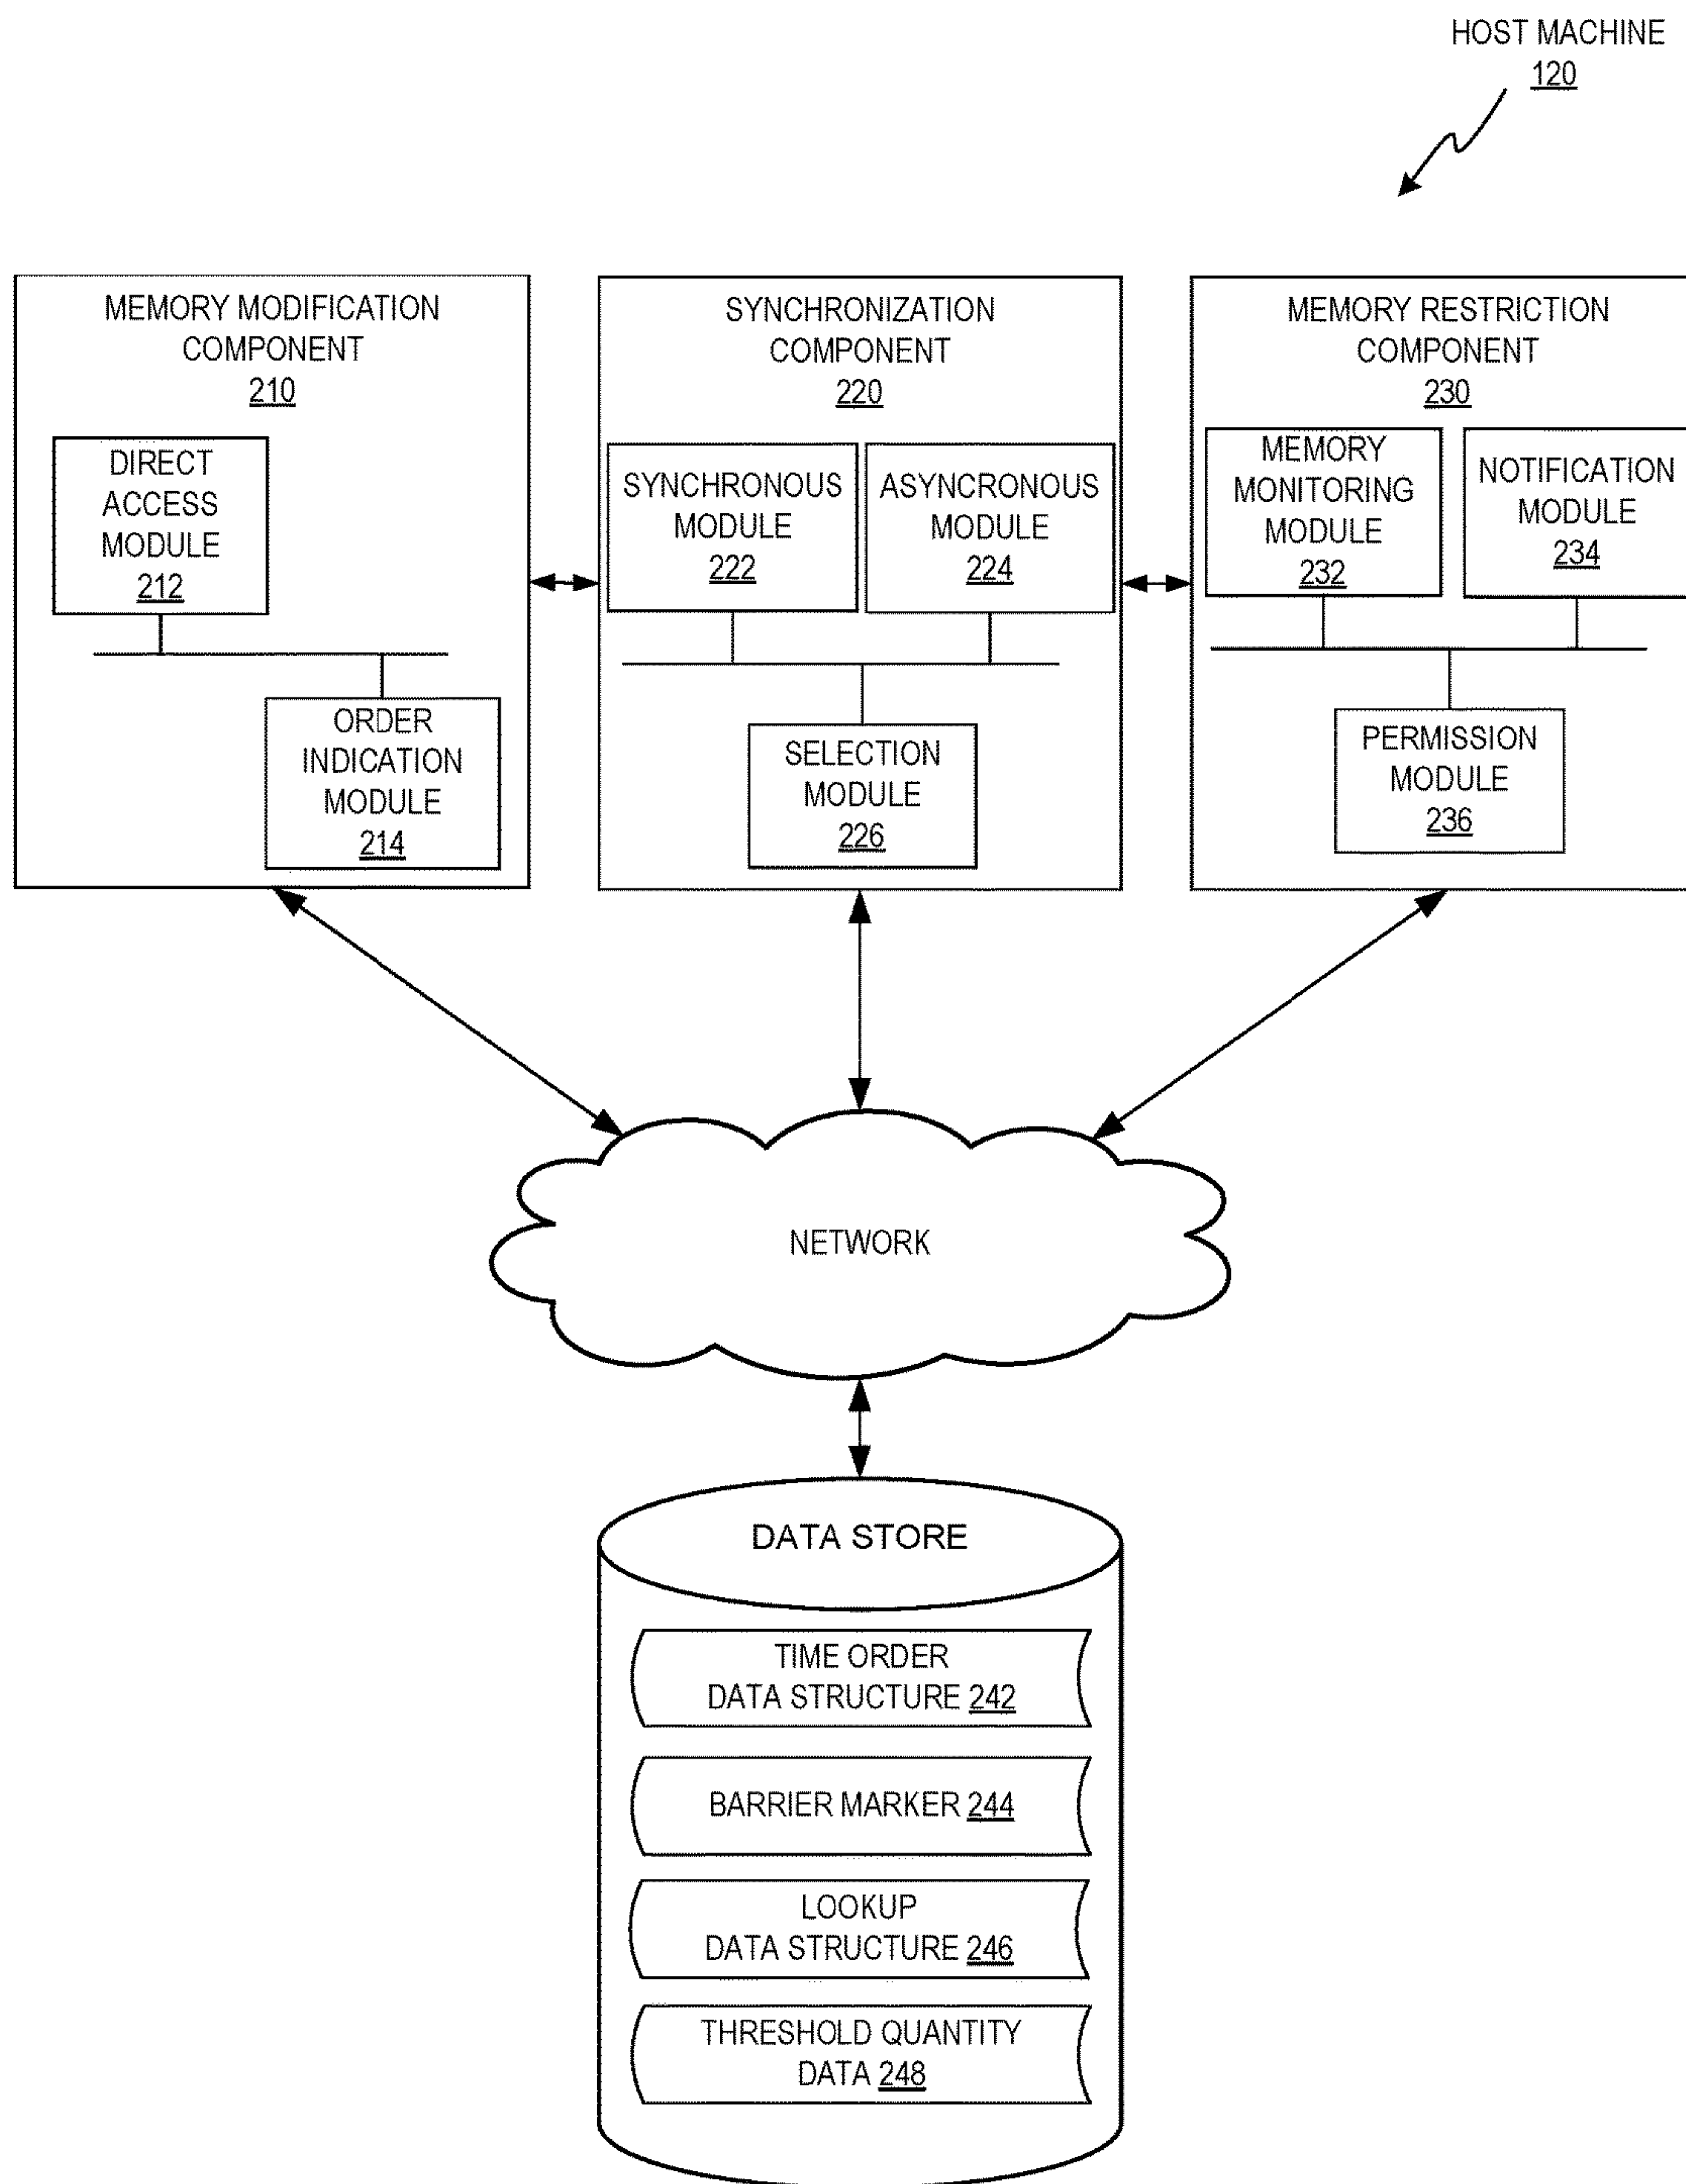 HOST MACHINE
120
MEMORY MODIFICATION
COMPONENT
210
DIRECT
ACCESS
MODULE
212
ORDER
INDICATION
MODULE
214
SYNCHRONIZATION
COMPONENT
220
SYNCHRONOUS
MODULE
222
ASYNCRONOUS
MODULE
224
SELECTION
MODULE
226
MEMORY RESTRICTION
COMPONENT
230
MEMORY
MONITORING
MODULE
232
NOTIFICATION
MODULE
234
PERMISSION
MODULE
236
NETWORK
DATA STORE
TIME ORDER
DATA STRUCTURE 242
BARRIER MARKER 244
LOOKUP
DATA STRUCTURE 246
THRESHOLD QUANTITY
DATA 248